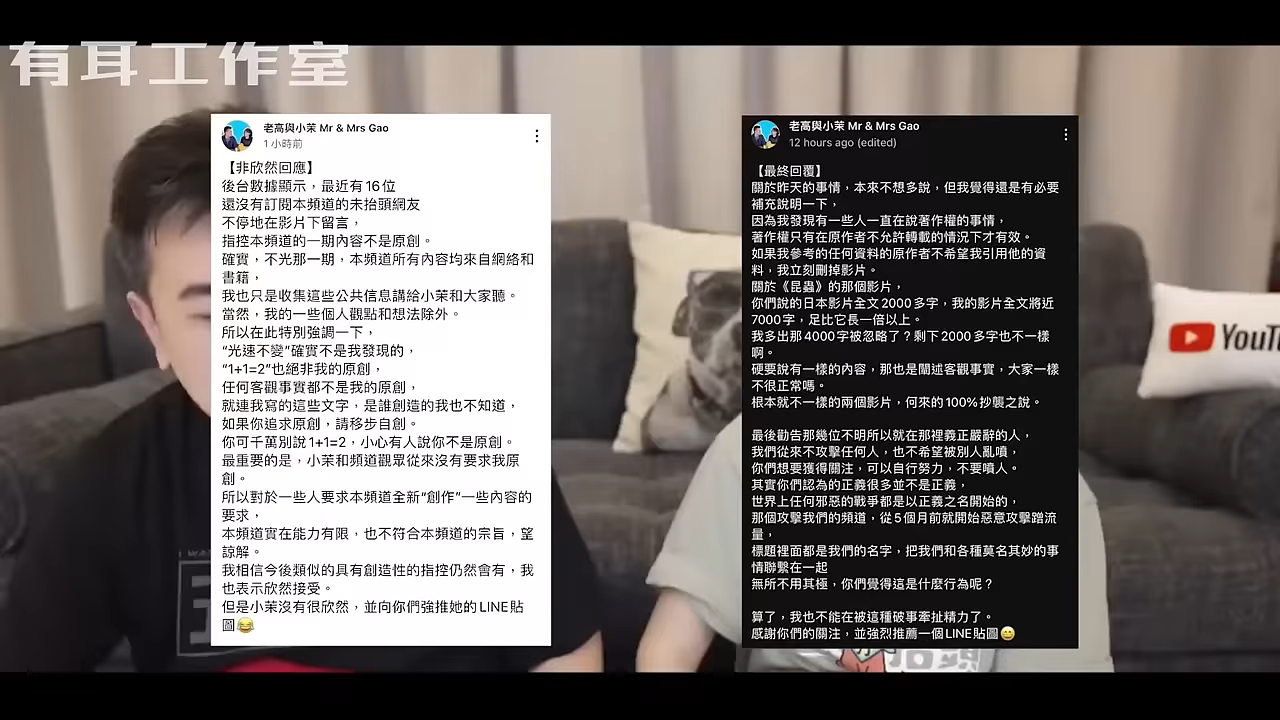 有耳工作室
老高與小茉 Mr & Mrs Gao
1 小時前
【非欣然回應】
後台數據顯示，最近有16位
還沒有訂閱本頻道的未抬頭網友
不停地在影片下留言，
指控本頻道的一期內容不是原創。
確實，不光那一期，本頻道所有內容均來自網絡和
書籍，
我也只是收集這些公共信息講給小茉和大家聽。
當然，我的一些個人觀點和想法除外。
所以在此特別強調一下，
“光速不變”確實不是我發現的，
“1+1=2”也絕非我的原創，
任何客觀事實都不是我的原創，
就連我寫的這些文字，是誰創造的我也不知道，
如果你追求原創，請移步自創。
你可千萬別說1+1=2，小心有人說你不是原創。
最重要的是，小茉和頻道觀眾從來沒有要求我原
創。
所以對於一些人要求本頻道全新“創作”一些內容的
要求，
本頻道實在能力有限，也不符合本頻道的宗旨，望
諒解。
我相信今後類似的具有創造性的指控仍然會有，我
也表示欣然接受。
但是小茉沒有很欣然，並向你們強推她的LINE貼
圖😂
老高與小茉 Mr & Mrs Gao
12 hours ago (edited)
【最終回覆】
關於昨天的事情，本來不想多說，但我覺得還是有必要
補充說明一下，
因為我發現有一些人一直在說著作權的事情，
著作權只有在原作者不允許轉載的情況下才有效。
如果我參考的任何資料的原作者不希望我引用他的資
料，我立刻刪掉影片。
關於《昆蟲》的那個影片，
你們說的日本影片全文2000多字，我的影片全文將近
7000字，足比它長一倍以上。
我多出那4000字被忽略了？剩下2000多字也不一樣
啊。
硬要說有一樣的內容，那也是闡述客觀事實，大家一樣
不很正常嗎。
根本就不一樣的兩個影片，何來的100%抄襲之說。
最後勸告那幾位不明所以就在那裡義正嚴辭的人，
我們從來不攻擊任何人，也不希望被別人亂噴，
你們想要獲得關注，可以自行努力，不要噴人。
其實你們認為的正義很多並不是正義，
世界上任何邪惡的戰爭都是以正義之名開始的，
那個攻擊我們的頻道，從5個月前就開始惡意攻擊蹭流
量，
標題裡面都是我們的名字，把我們和各種莫名其妙的事
情聯繫在一起
無所不用其極，你們覺得這是什麼行為呢？
算了，我也不能在被這種破事牽扯精力了。
感謝你們的關注，並強烈推薦一個LINE貼圖😀
YouT
抬頭